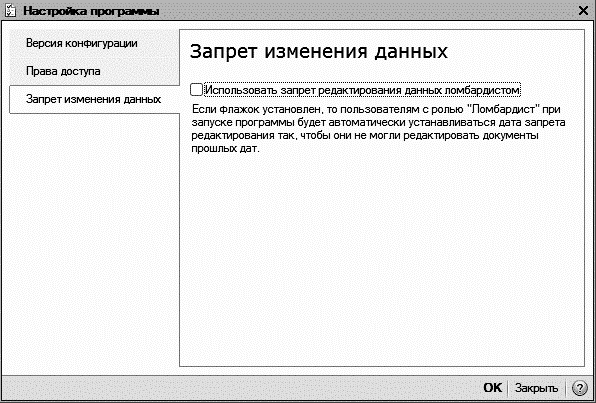 Настройка программы
Версия конфигурации
Права доступа
Запрет изменения данных
Запрет изменения данных
Использовать запрет редактирования данных ломбардистом
Если флажок установлен, то пользователям с ролью "Ломбардист" при
запуске программы будет автоматически устанавливаться дата запрета
редактирования так, чтобы они не могли редактировать документы
прошлых дат.
OK
Закрыть
?